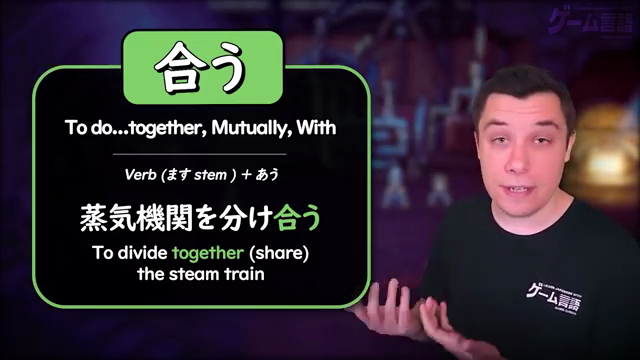 合う
To do...together, Mutually, With
Verb (ます stem ) + あう
蒸気機関を分け合う
To divide together (share)
the steam train
ゲーム言語
ゲーム言語